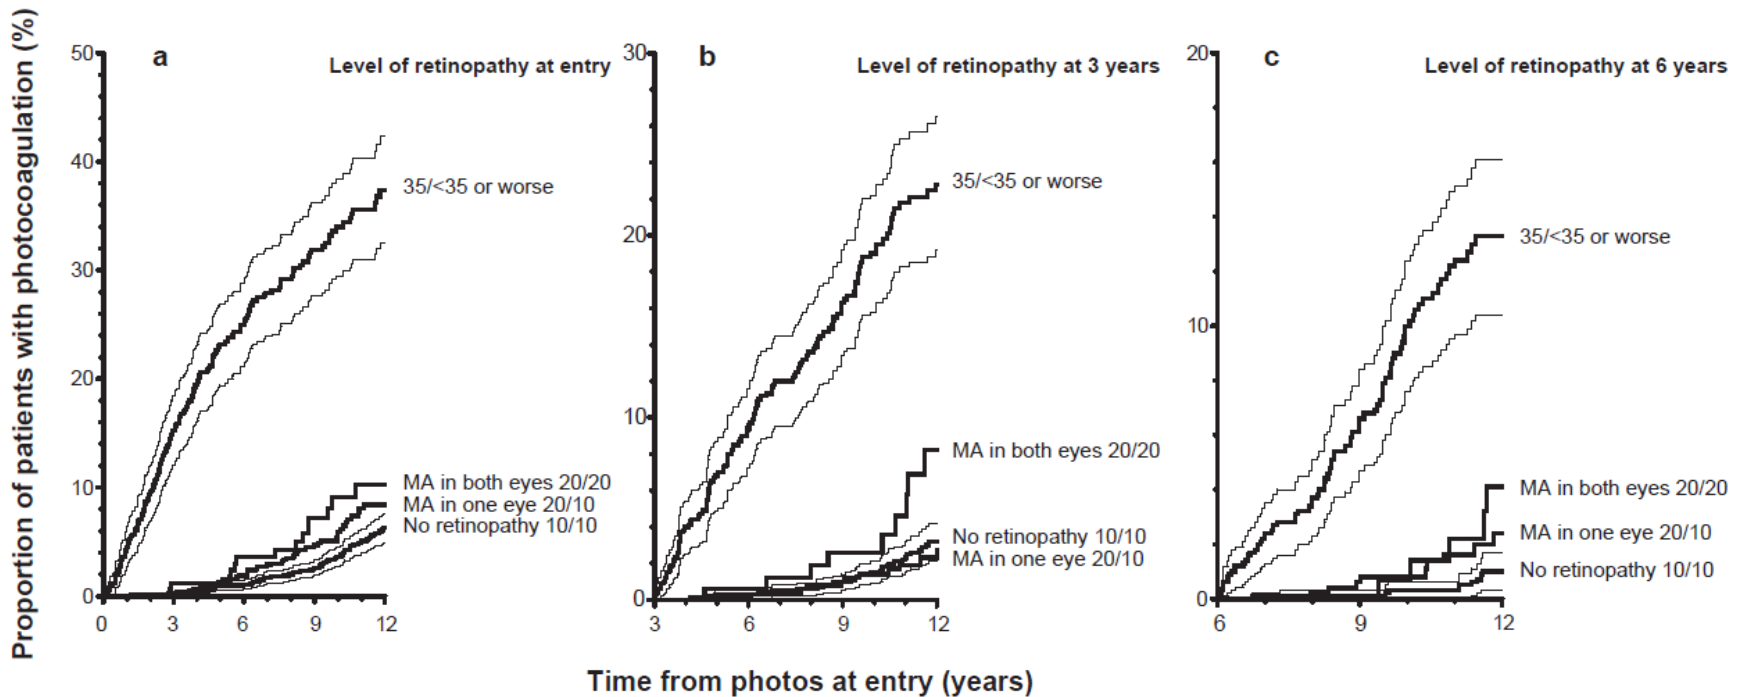 Proportion of patients with photocoagulation (%)
a
Level of retinopathy at entry
50
40
30
20
10
0
35/<35 or worse
MA in both eyes 20/20
MA in one eye 20/10
No retinopathy 10/10
0 3 6 9 12
b
Level of retinopathy at 3 years
30
20
10
0
35/<35 or worse
MA in both eyes 20/20
No retinopathy 10/10
MA in one eye 20/10
3 6 9 12
c
Level of retinopathy at 6 years
20
10
0
35/<35 or worse
MA in both eyes 20/20
MA in one eye 20/10
No retinopathy 10/10
6 9 12
Time from photos at entry (years)